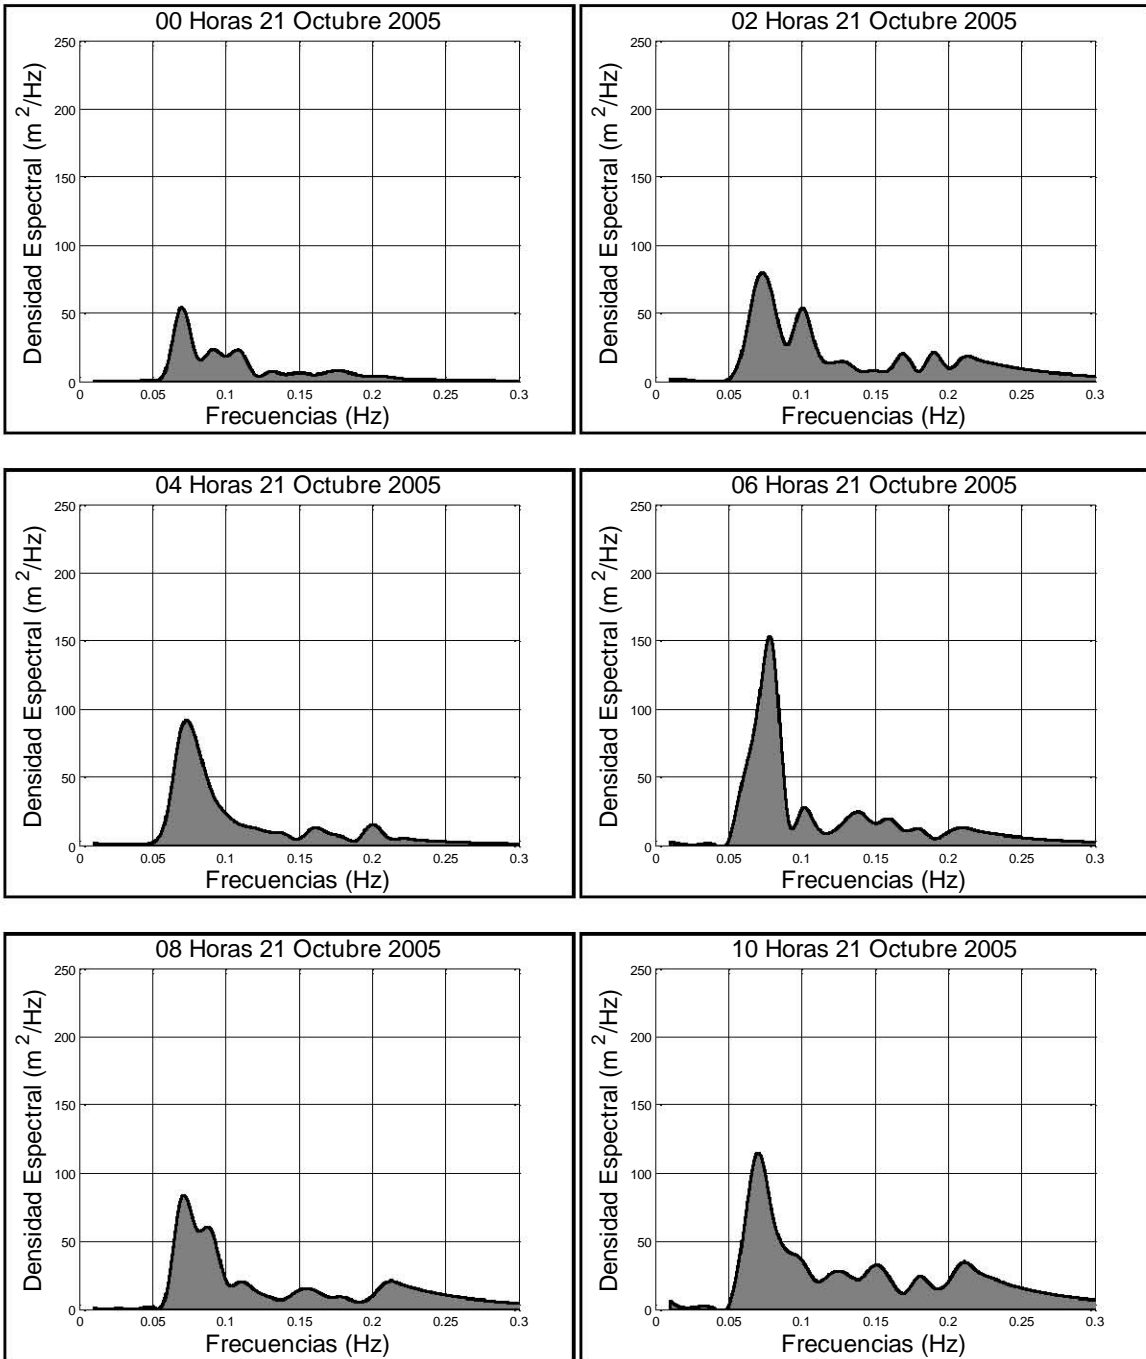 00 Horas 21 Octubre 2005
250
200
150
100
50
0
Densidad Espectral (m 2/Hz)
0 0.05 0.1 0.15 0.2 0.25 0.3
Frecuencias (Hz)
02 Horas 21 Octubre 2005
250
200
150
100
50
0
Densidad Espectral (m 2/Hz)
0 0.05 0.1 0.15 0.2 0.25 0.3
Frecuencias (Hz)
04 Horas 21 Octubre 2005
250
200
150
100
50
0
Densidad Espectral (m 2/Hz)
0 0.05 0.1 0.15 0.2 0.25 0.3
Frecuencias (Hz)
06 Horas 21 Octubre 2005
250
200
150
100
50
0
Densidad Espectral (m 2/Hz)
0 0.05 0.1 0.15 0.2 0.25 0.3
Frecuencias (Hz)
08 Horas 21 Octubre 2005
250
200
150
100
50
0
Densidad Espectral (m 2/Hz)
0 0.05 0.1 0.15 0.2 0.25 0.3
Frecuencias (Hz)
10 Horas 21 Octubre 2005
250
200
150
100
50
0
Densidad Espectral (m 2/Hz)
0 0.05 0.1 0.15 0.2 0.25 0.3
Frecuencias (Hz)